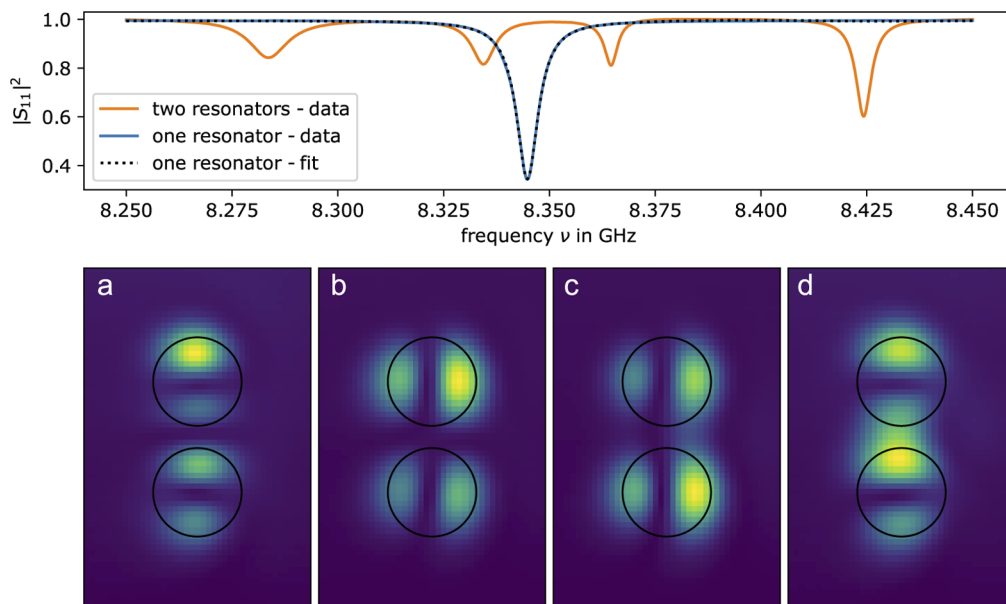 1.0
0.8
0.6
0.4
|S₁₁|²
two resonators - data
one resonator - data
one resonator - fit
8.250 8.275 8.300 8.325 8.350 8.375 8.400 8.425 8.450
frequency ν in GHz
a b c d